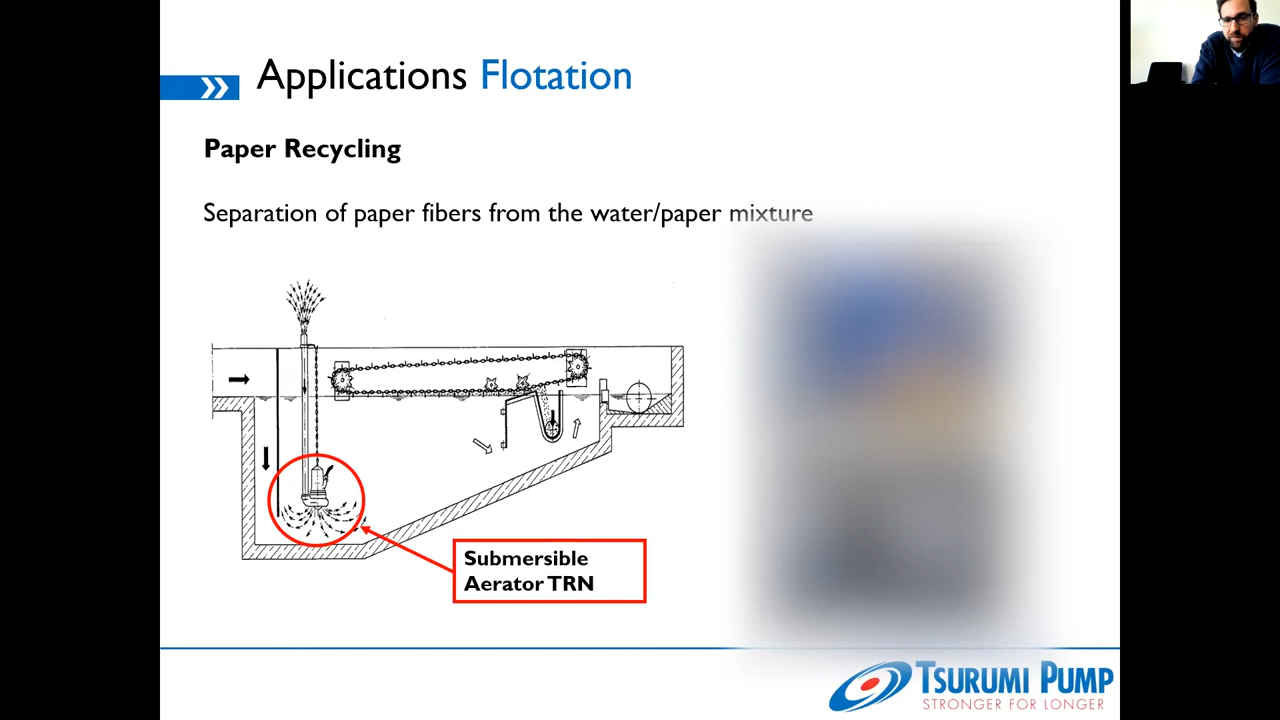 Applications Flotation
Paper Recycling
Separation of paper fibers from the water/paper mixture
Submersible
Aerator TRN
TSURUMI PUMP
STRONGER FOR LONGER